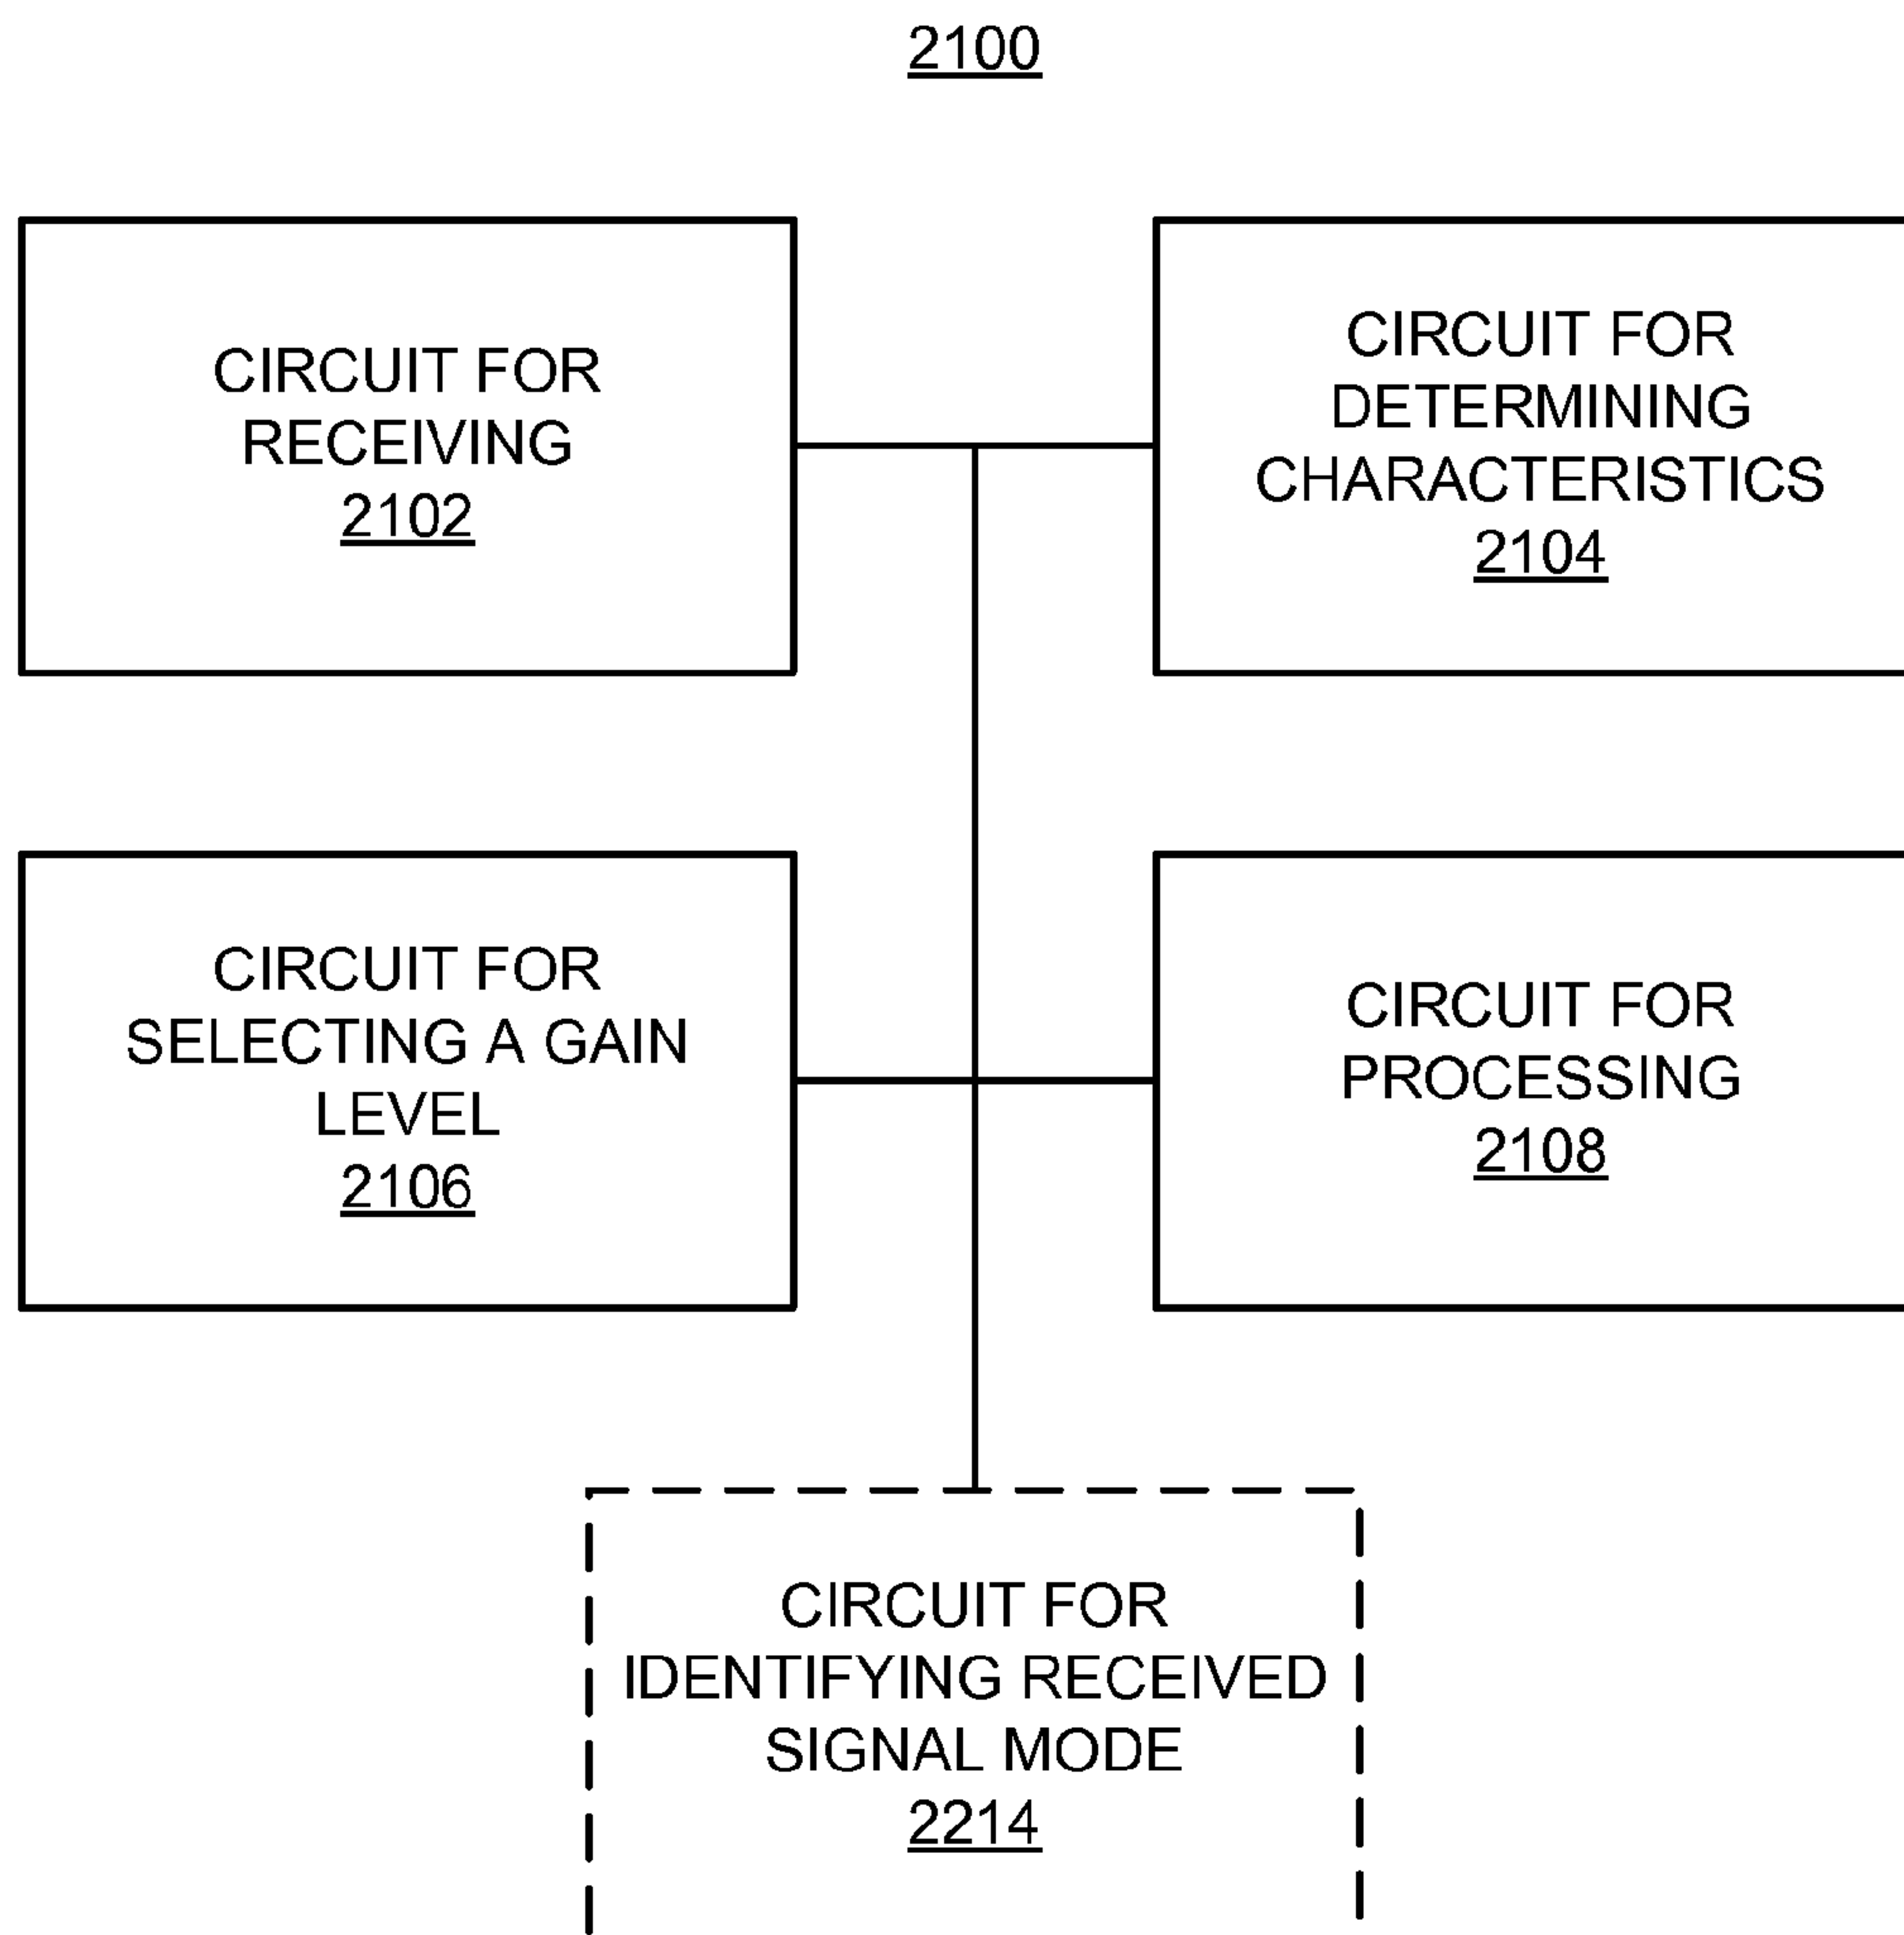 2100
CIRCUIT FOR
RECEIVING
2102
CIRCUIT FOR
DETERMINING
CHARACTERISTICS
2104
CIRCUIT FOR
SELECTING A GAIN
LEVEL
2106
CIRCUIT FOR
PROCESSING
2108
CIRCUIT FOR
IDENTIFYING RECEIVED
SIGNAL MODE
2214